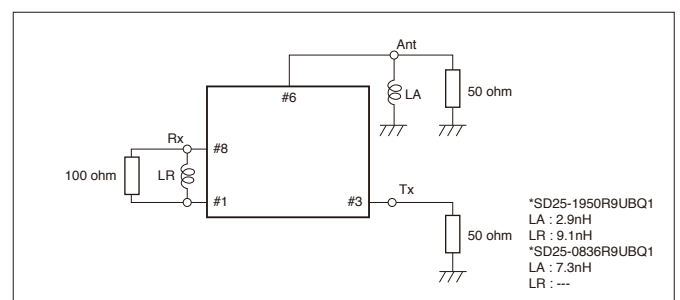 Ant
#6
LA
50 ohm
Rx
#8
100 ohm
LR
#1
#3
Tx
50 ohm
*SD25-1950R9UBQ1
LA : 2.9nH
LR : 9.1nH
*SD25-0836R9UBQ1
LA : 7.3nH
LR : ---